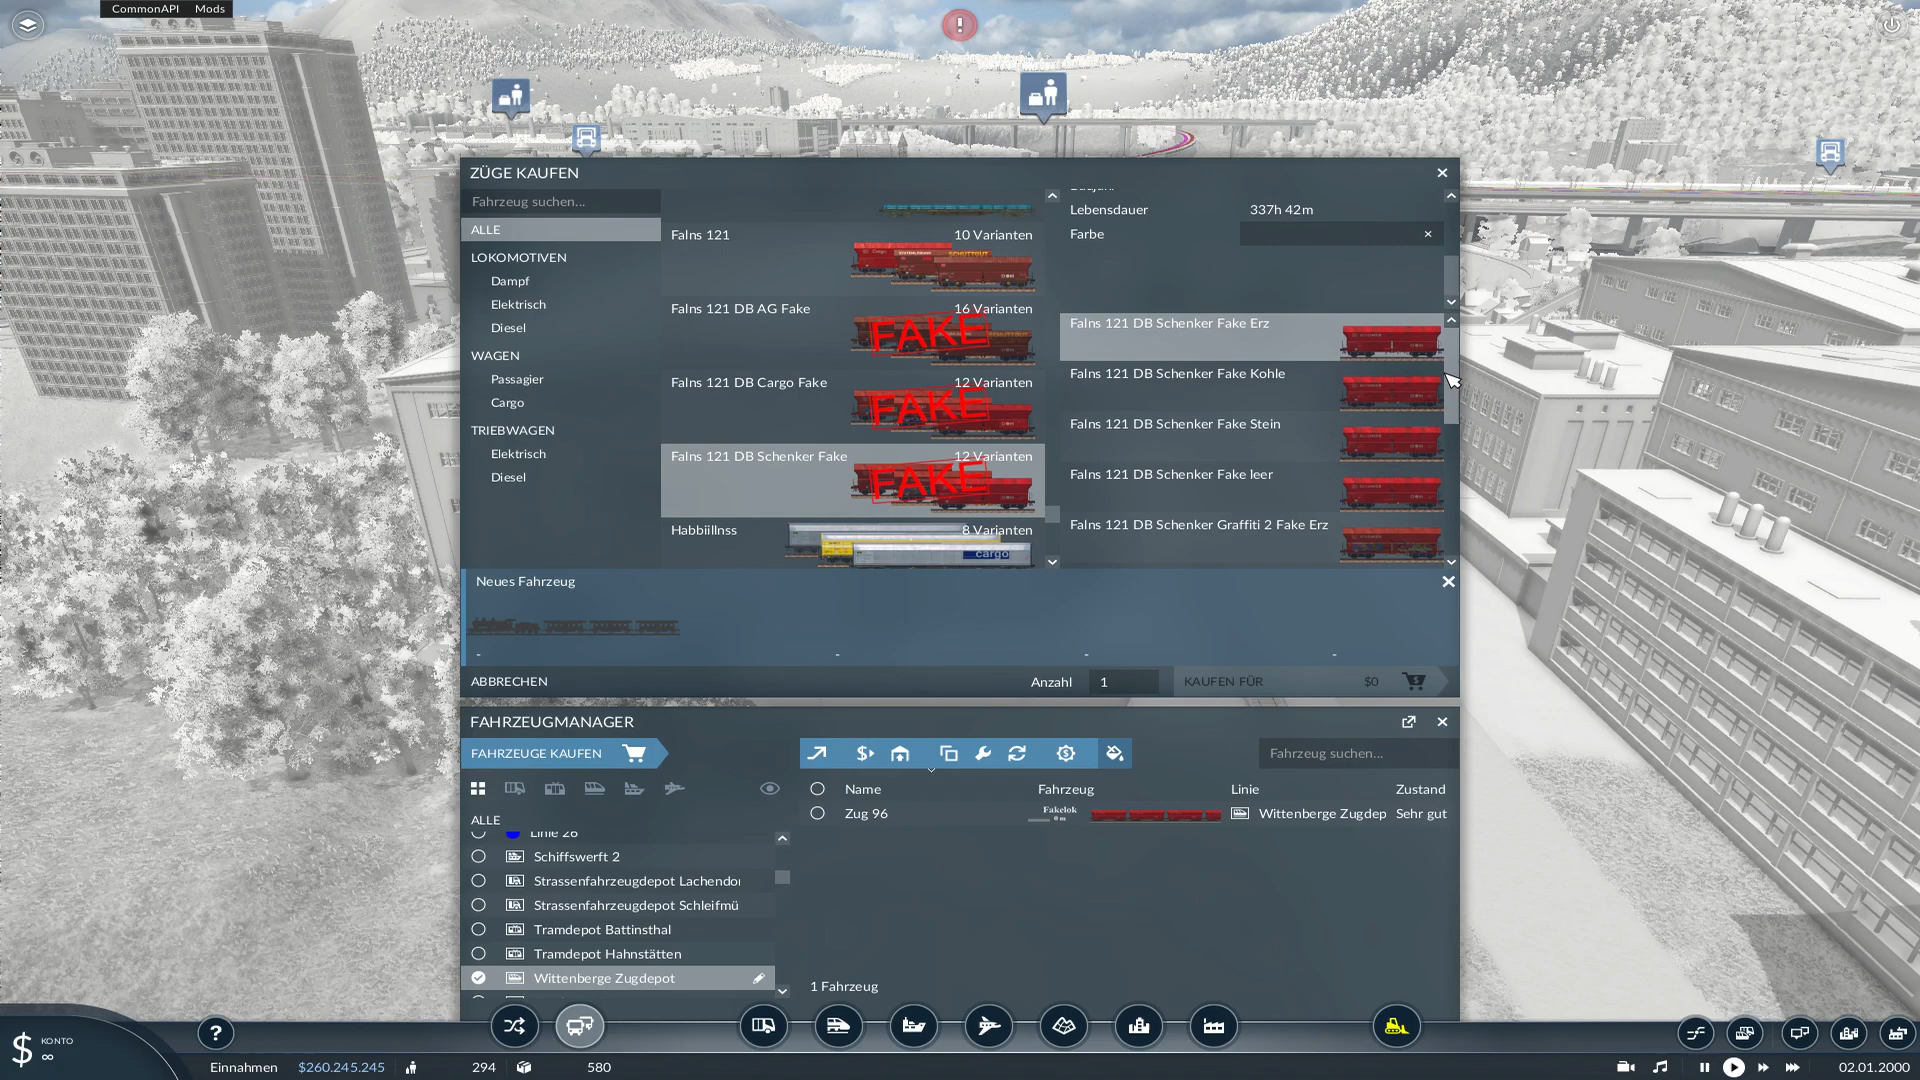 CommonAPI Mods
ZÜGE KAUFEN
Fahrzeug suchen...
ALLE
LOKOMOTIVEN
Dampf
Elektrisch
Diesel
WAGEN
Passagier
Cargo
TRIEBWAGEN
Elektrisch
Diesel
Falns 121 10 Varianten
Falns 121 DB AG Fake 16 Varianten
FAKE
Falns 121 DB Cargo Fake 12 Varianten
FAKE
Falns 121 DB Schenker Fake 12 Varianten
FAKE
Habbiillnss 8 Varianten
cargo
Lebensdauer 337h 42m
Farbe
Falns 121 DB Schenker Fake Erz
Falns 121 DB Schenker Fake Kohle
Falns 121 DB Schenker Fake Stein
Falns 121 DB Schenker Fake leer
Falns 121 DB Schenker Graffiti 2 Fake Erz
Neues Fahrzeug
- - - -
ABBRECHEN Anzahl 1 KAUFEN FÜR $0
FAHRZEUGMANAGER
FAHRZEUGE KAUFEN
Fahrzeug suchen...
ALLE
Linie 26
Schiffswerft 2
Strassenfahrzeugdepot Lachendo
Strassenfahrzeugdepot Schleifmü
Tramdepot Battinsthal
Tramdepot Hahnstätten
Wittenberge Zugdepot
Name Fahrzeug Linie Zustand
Zug 96 Fakelok 0 m Wittenberge Zugdep Sehr gut
1 Fahrzeug
?
$ KONTO
∞
Einnahmen $260.245.245 294 580 02.01.2000